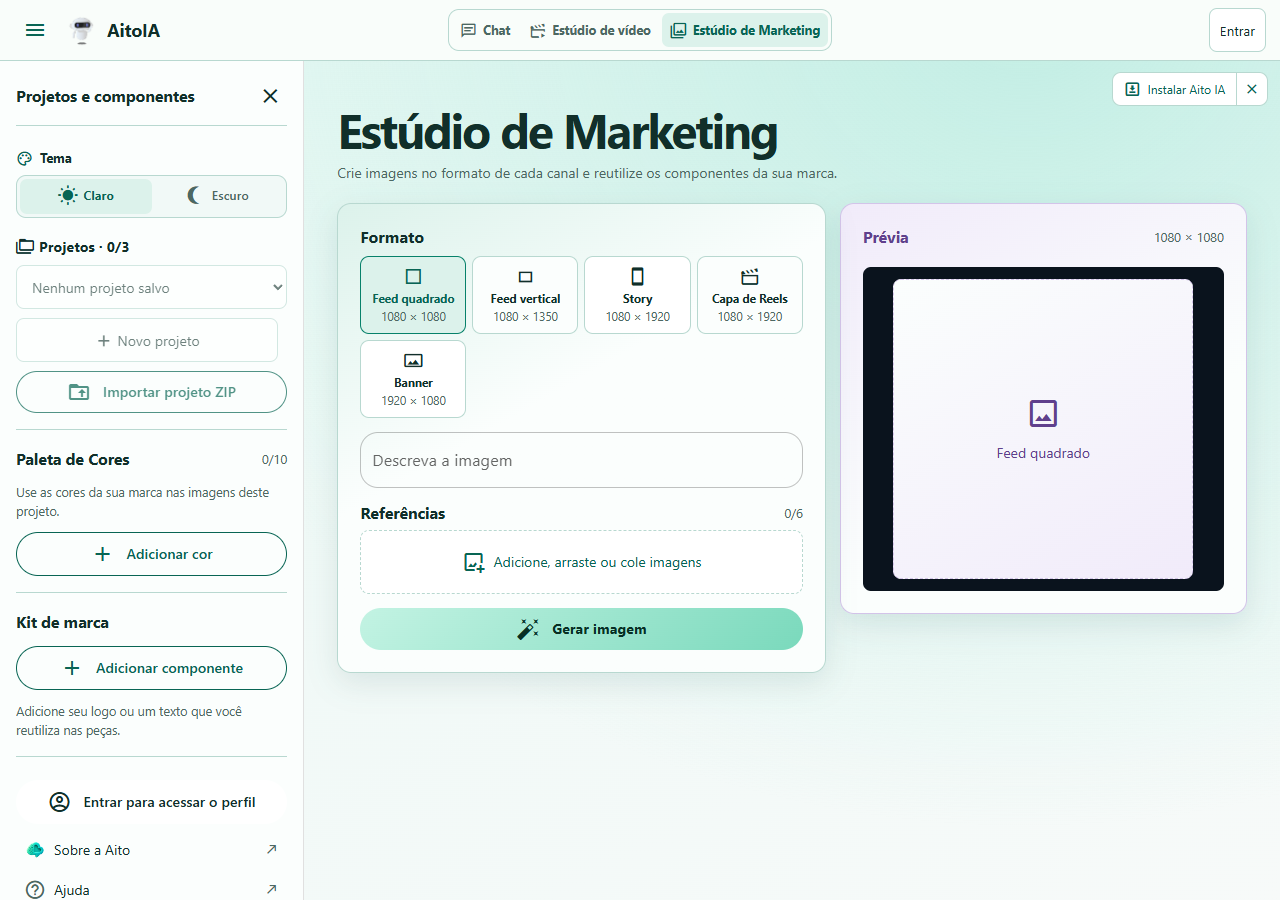 AitoIA
Chat
Estúdio de vídeo
Estúdio de Marketing
Entrar
Projetos e componentes
Instalar Aito IA
Tema
Claro
Escuro
Projetos · 0/3
Nenhum projeto salvo
Novo projeto
Importar projeto ZIP
Paleta de Cores
0/10
Use as cores da sua marca nas imagens deste
projeto.
Adicionar cor
Kit de marca
Adicionar componente
Adicione seu logo ou um texto que você
reutiliza nas peças.
Entrar para acessar o perfil
Sobre a Aito
Ajuda
Estúdio de Marketing
Crie imagens no formato de cada canal e reutilize os componentes da sua marca.
Formato
Feed quadrado
1080 × 1080
Feed vertical
1080 × 1350
Story
1080 × 1920
Capa de Reels
1080 × 1920
Banner
1920 × 1080
Descreva a imagem
Referências
0/6
Adicione, arraste ou cole imagens
Gerar imagem
Prévia
1080 × 1080
Feed quadrado